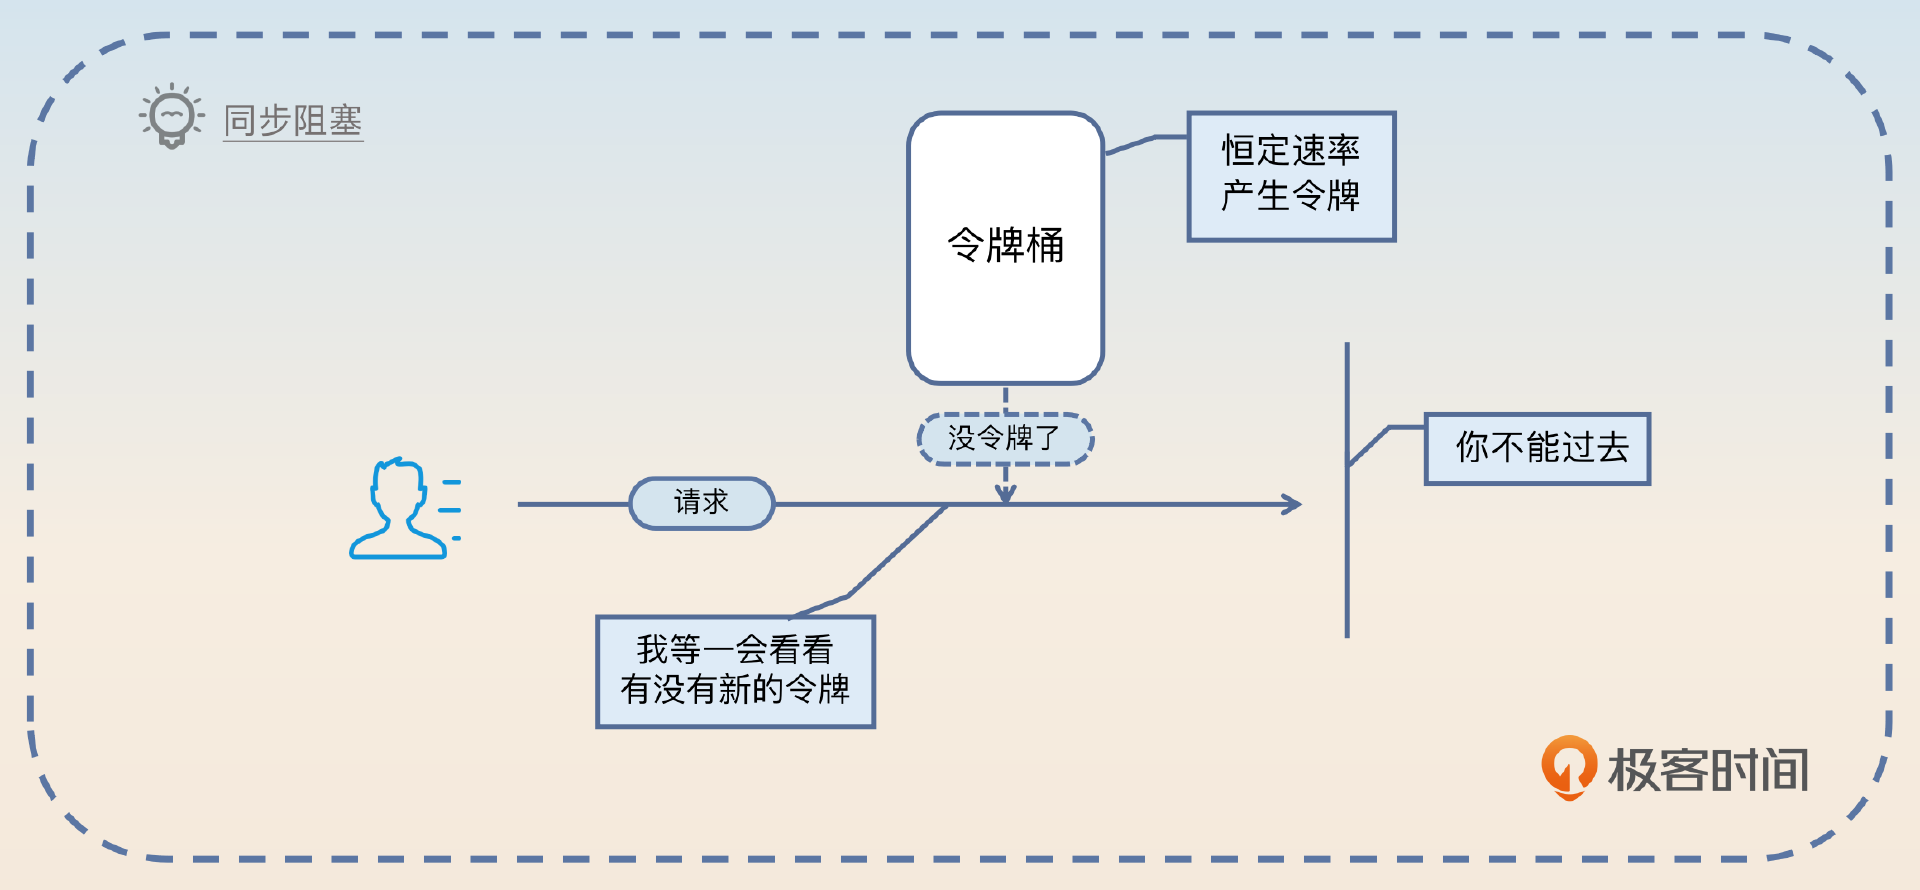 同步阻塞
恒定速率
产生令牌
令牌桶
没令牌了
你不能过去
请求
我等一会看看
有没有新的令牌
极客时间